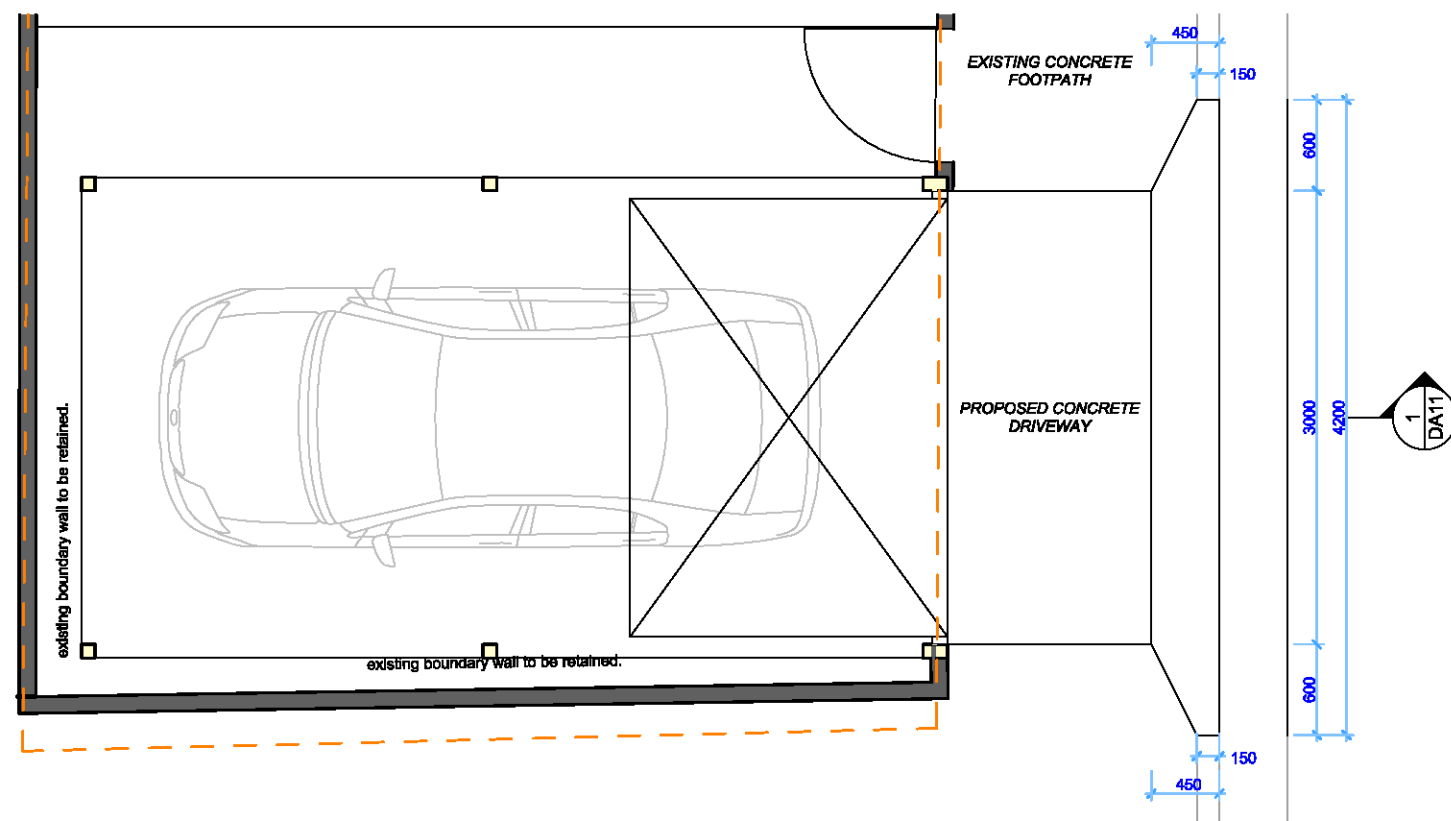 450
EXISTING CONCRETE
FOOTPATH
150
600
existing boundary wall to be retained.
PROPOSED CONCRETE
DRIVEWAY
3000
4200
1
DA11
existing boundary wall to be retained.
600
150
450